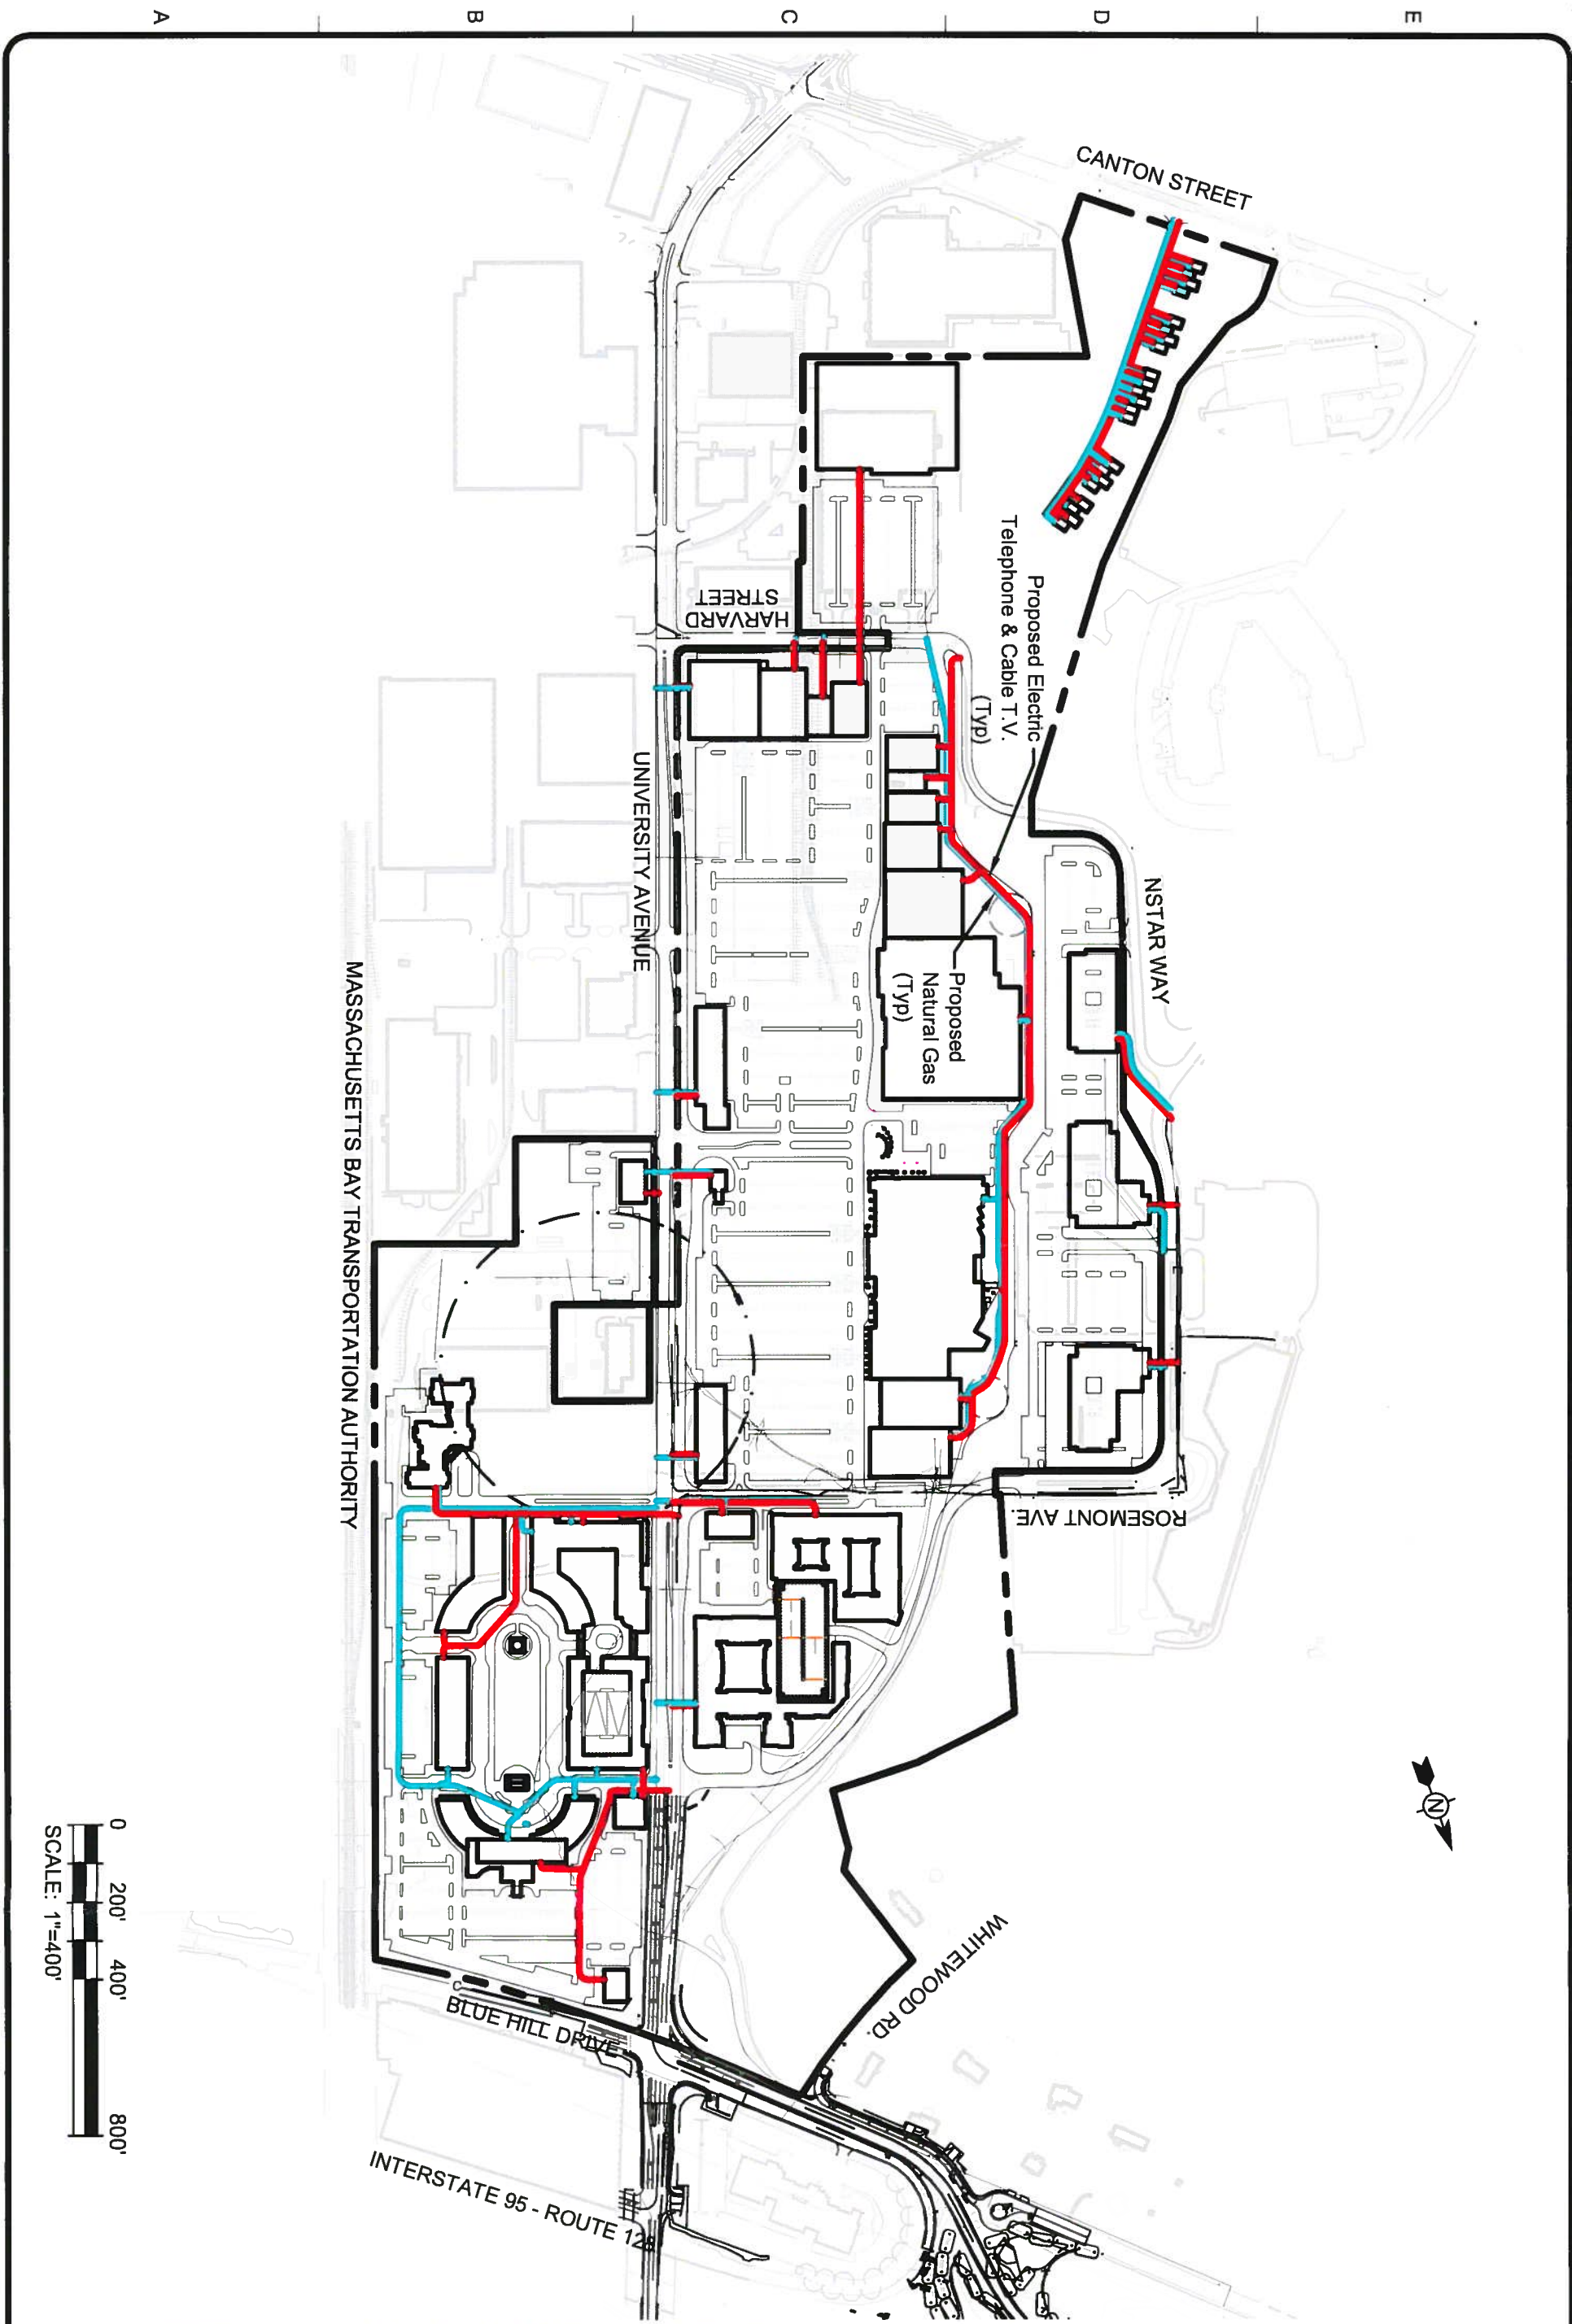 A
B
C
D
E
CANTON STREET
Proposed Electric
Telephone & Cable T.V.
(Typ)
HARVARD
STREET
UNIVERSITY AVENUE
NSTAR WAY
Proposed
Natural Gas
(Typ)
MASSACHUSETTS BAY TRANSPORTATION AUTHORITY
ROSEMONT AVE.
N
WHITEWOOD RD.
BLUE HILL DRIVE
INTERSTATE 95 - ROUTE 128
0
200'
400'
800'
SCALE: 1"=400'